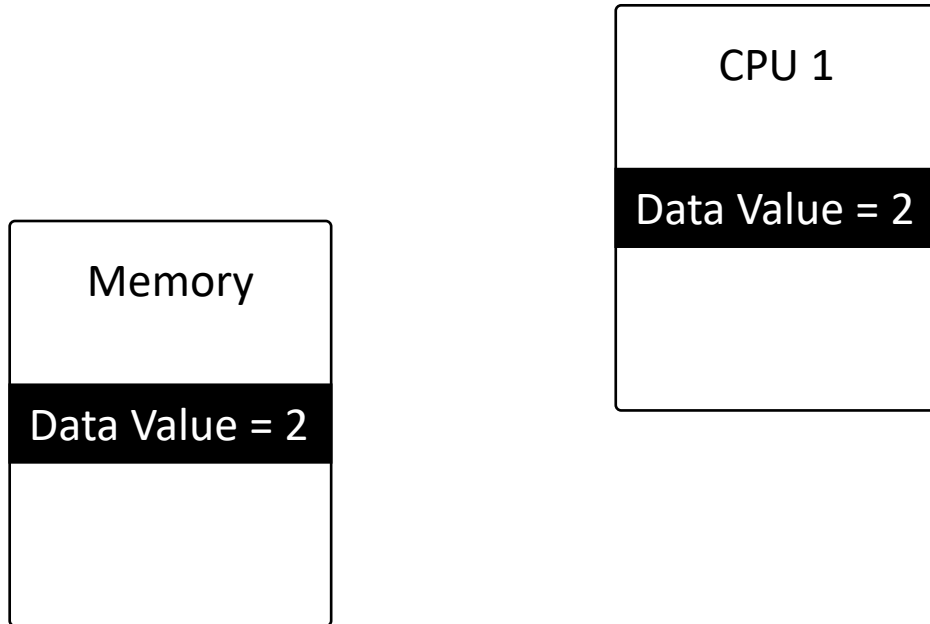 CPU 1
Data Value = 2
Memory
Data Value = 2